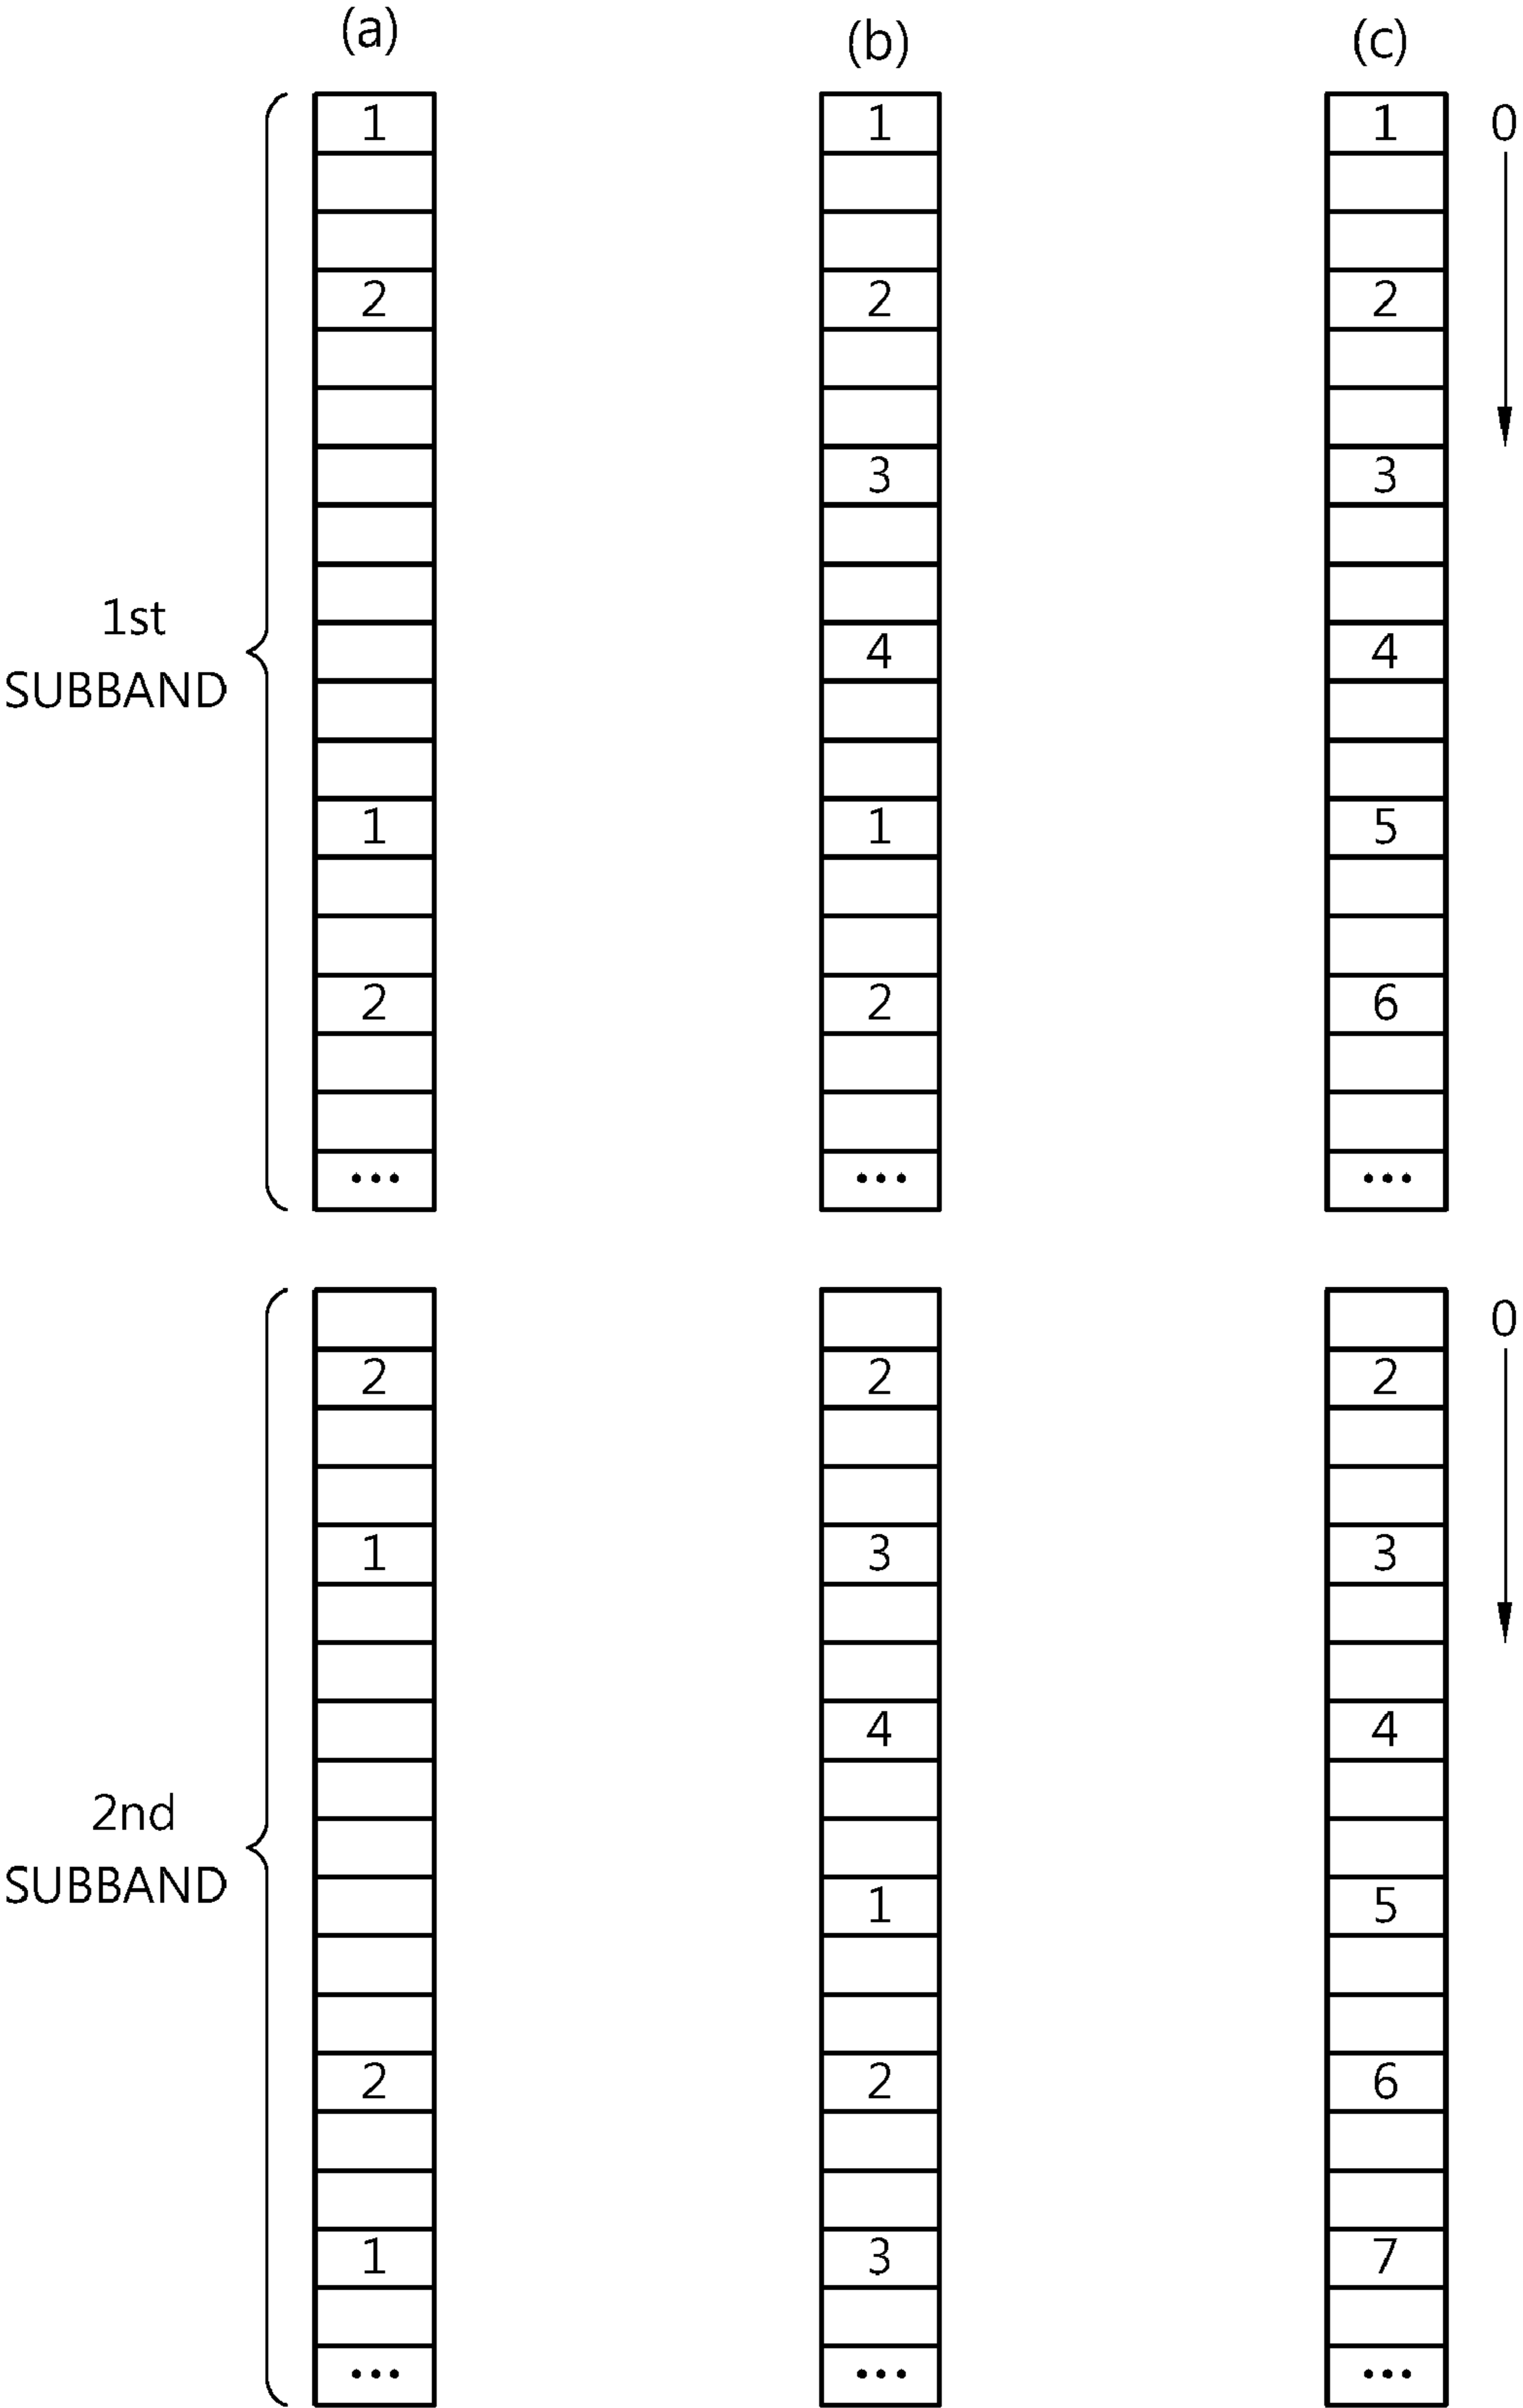 (a) (b) (c)
1 1 1 0
2 2 2
3 3
4 4
1st
SUBBAND
1 1 5
2 2 6
... ... ...
0
2 2 2
1 3 3
4 4
2nd
SUBBAND
1 5
2 2 6
1 3 7
... ... ...